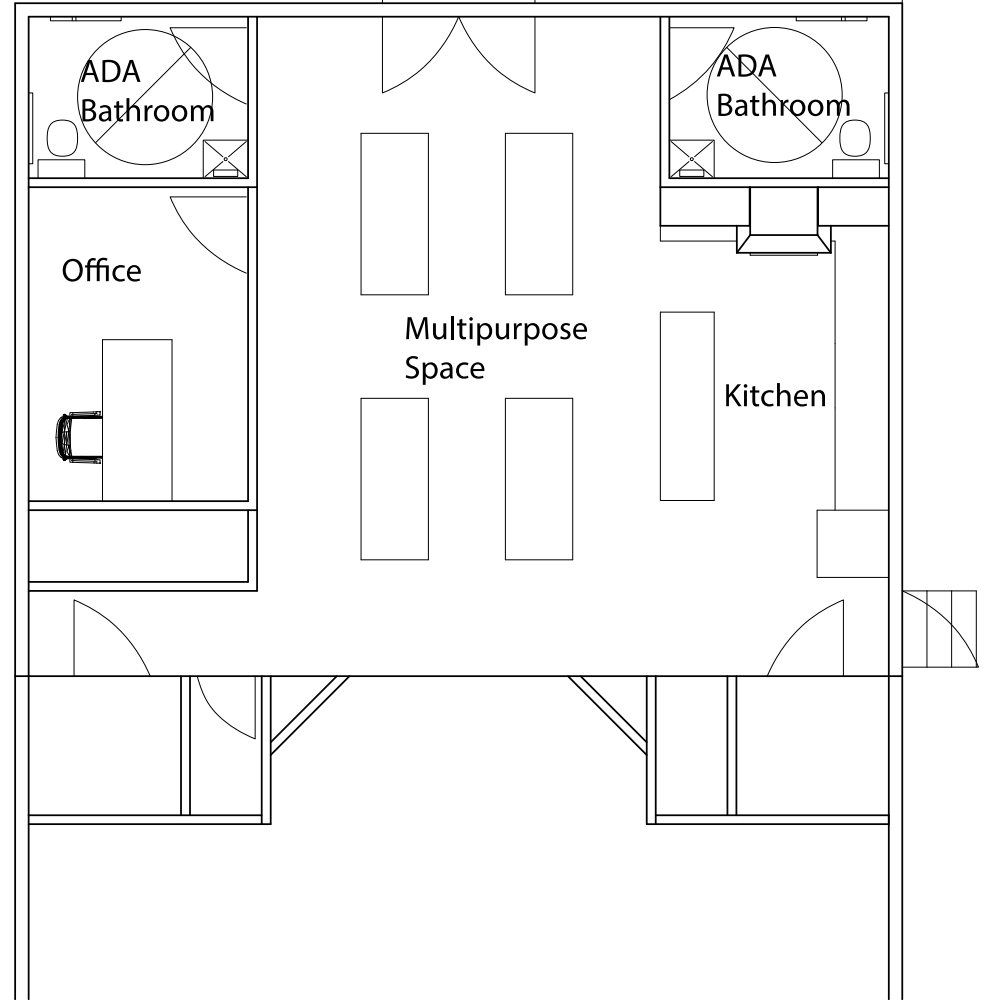 ADA
Bathroom
ADA
Bathroom
Office
Multipurpose
Space
Kitchen